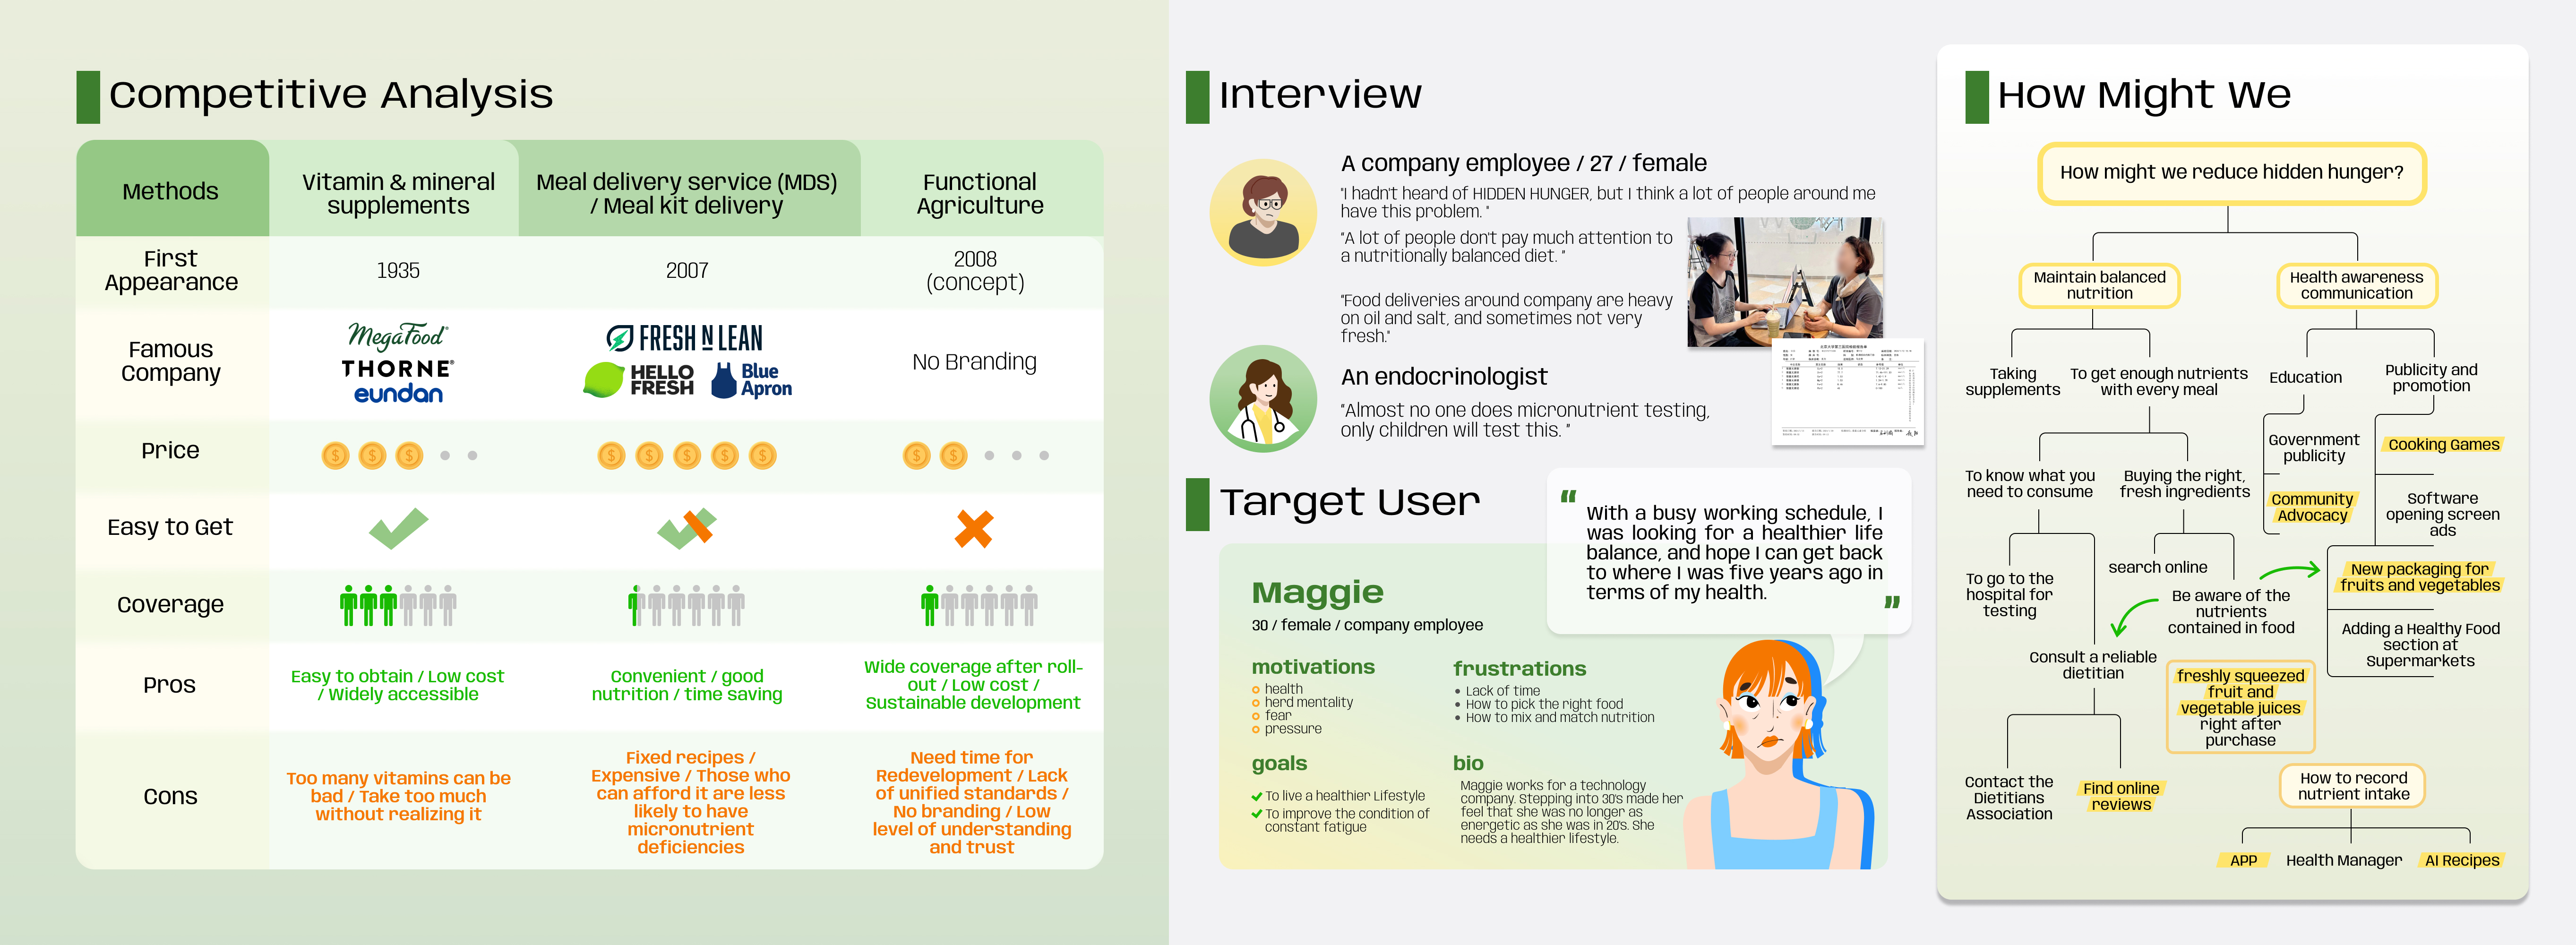 Competitive Analysis
Methods
Vitamin & mineral
supplements
Meal delivery service (MDS)
/ Meal kit delivery
Functional
Agriculture
First
Appearance
1935
2007
2008
(concept)
Famous
Company
MegaFood®
THORNE®
eundan
FRESH N LEAN
HELLO
FRESH
Blue
Apron
No Branding
Price
Easy to Get
Coverage
Pros
Easy to obtain / Low cost
/ Widely accessible
Convenient / good
nutrition / time saving
Wide coverage after roll-
out / Low cost /
Sustainable development
Cons
Too many vitamins can be
bad / Take too much
without realizing it
Fixed recipes /
Expensive / Those who
can afford it are less
likely to have
micronutrient
deficiencies
Need time for
Redevelopment / Lack
of unified standards /
No branding / Low
level of understanding
and trust
Interview
A company employee / 27 / female
"I hadn't heard of HIDDEN HUNGER, but I think a lot of people around me
have this problem. "
"A lot of people don't pay much attention to
a nutritionally balanced diet. "
"Food deliveries around company are heavy
on oil and salt, and sometimes not very
fresh."
An endocrinologist
"Almost no one does micronutrient testing,
only children will test this. "
Target User
“
With a busy working schedule, I
was looking for a healthier life
balance, and hope I can get back
to where I was five years ago in
terms of my health.
”
Maggie
30 / female / company employee
motivations
health
herd mentality
fear
pressure
frustrations
• Lack of time
• How to pick the right food
• How to mix and match nutrition
goals
To live a healthier Lifestyle
To improve the condition of
constant fatigue
bio
Maggie works for a technology
company. Stepping into 30's made her
feel that she was no longer as
energetic as she was in 20's. She
needs a healthier lifestyle.
How Might We
How might we reduce hidden hunger?
Maintain balanced
nutrition
Health awareness
communication
Taking
supplements
To get enough nutrients
with every meal
Education
Publicity and
promotion
To know what you
need to consume
Buying the right,
fresh ingredients
Government
publicity
Community
Advocacy
Cooking Games
Software
opening screen
ads
New packaging for
fruits and vegetables
Adding a Healthy Food
section at
Supermarkets
To go to the
hospital for
testing
search online
Be aware of the
nutrients
contained in food
Consult a reliable
dietitian
freshly squeezed
fruit and
vegetable juices
right after
purchase
Contact the
Dietitians
Association
Find online
reviews
How to record
nutrient intake
APP
Health Manager
AI Recipes